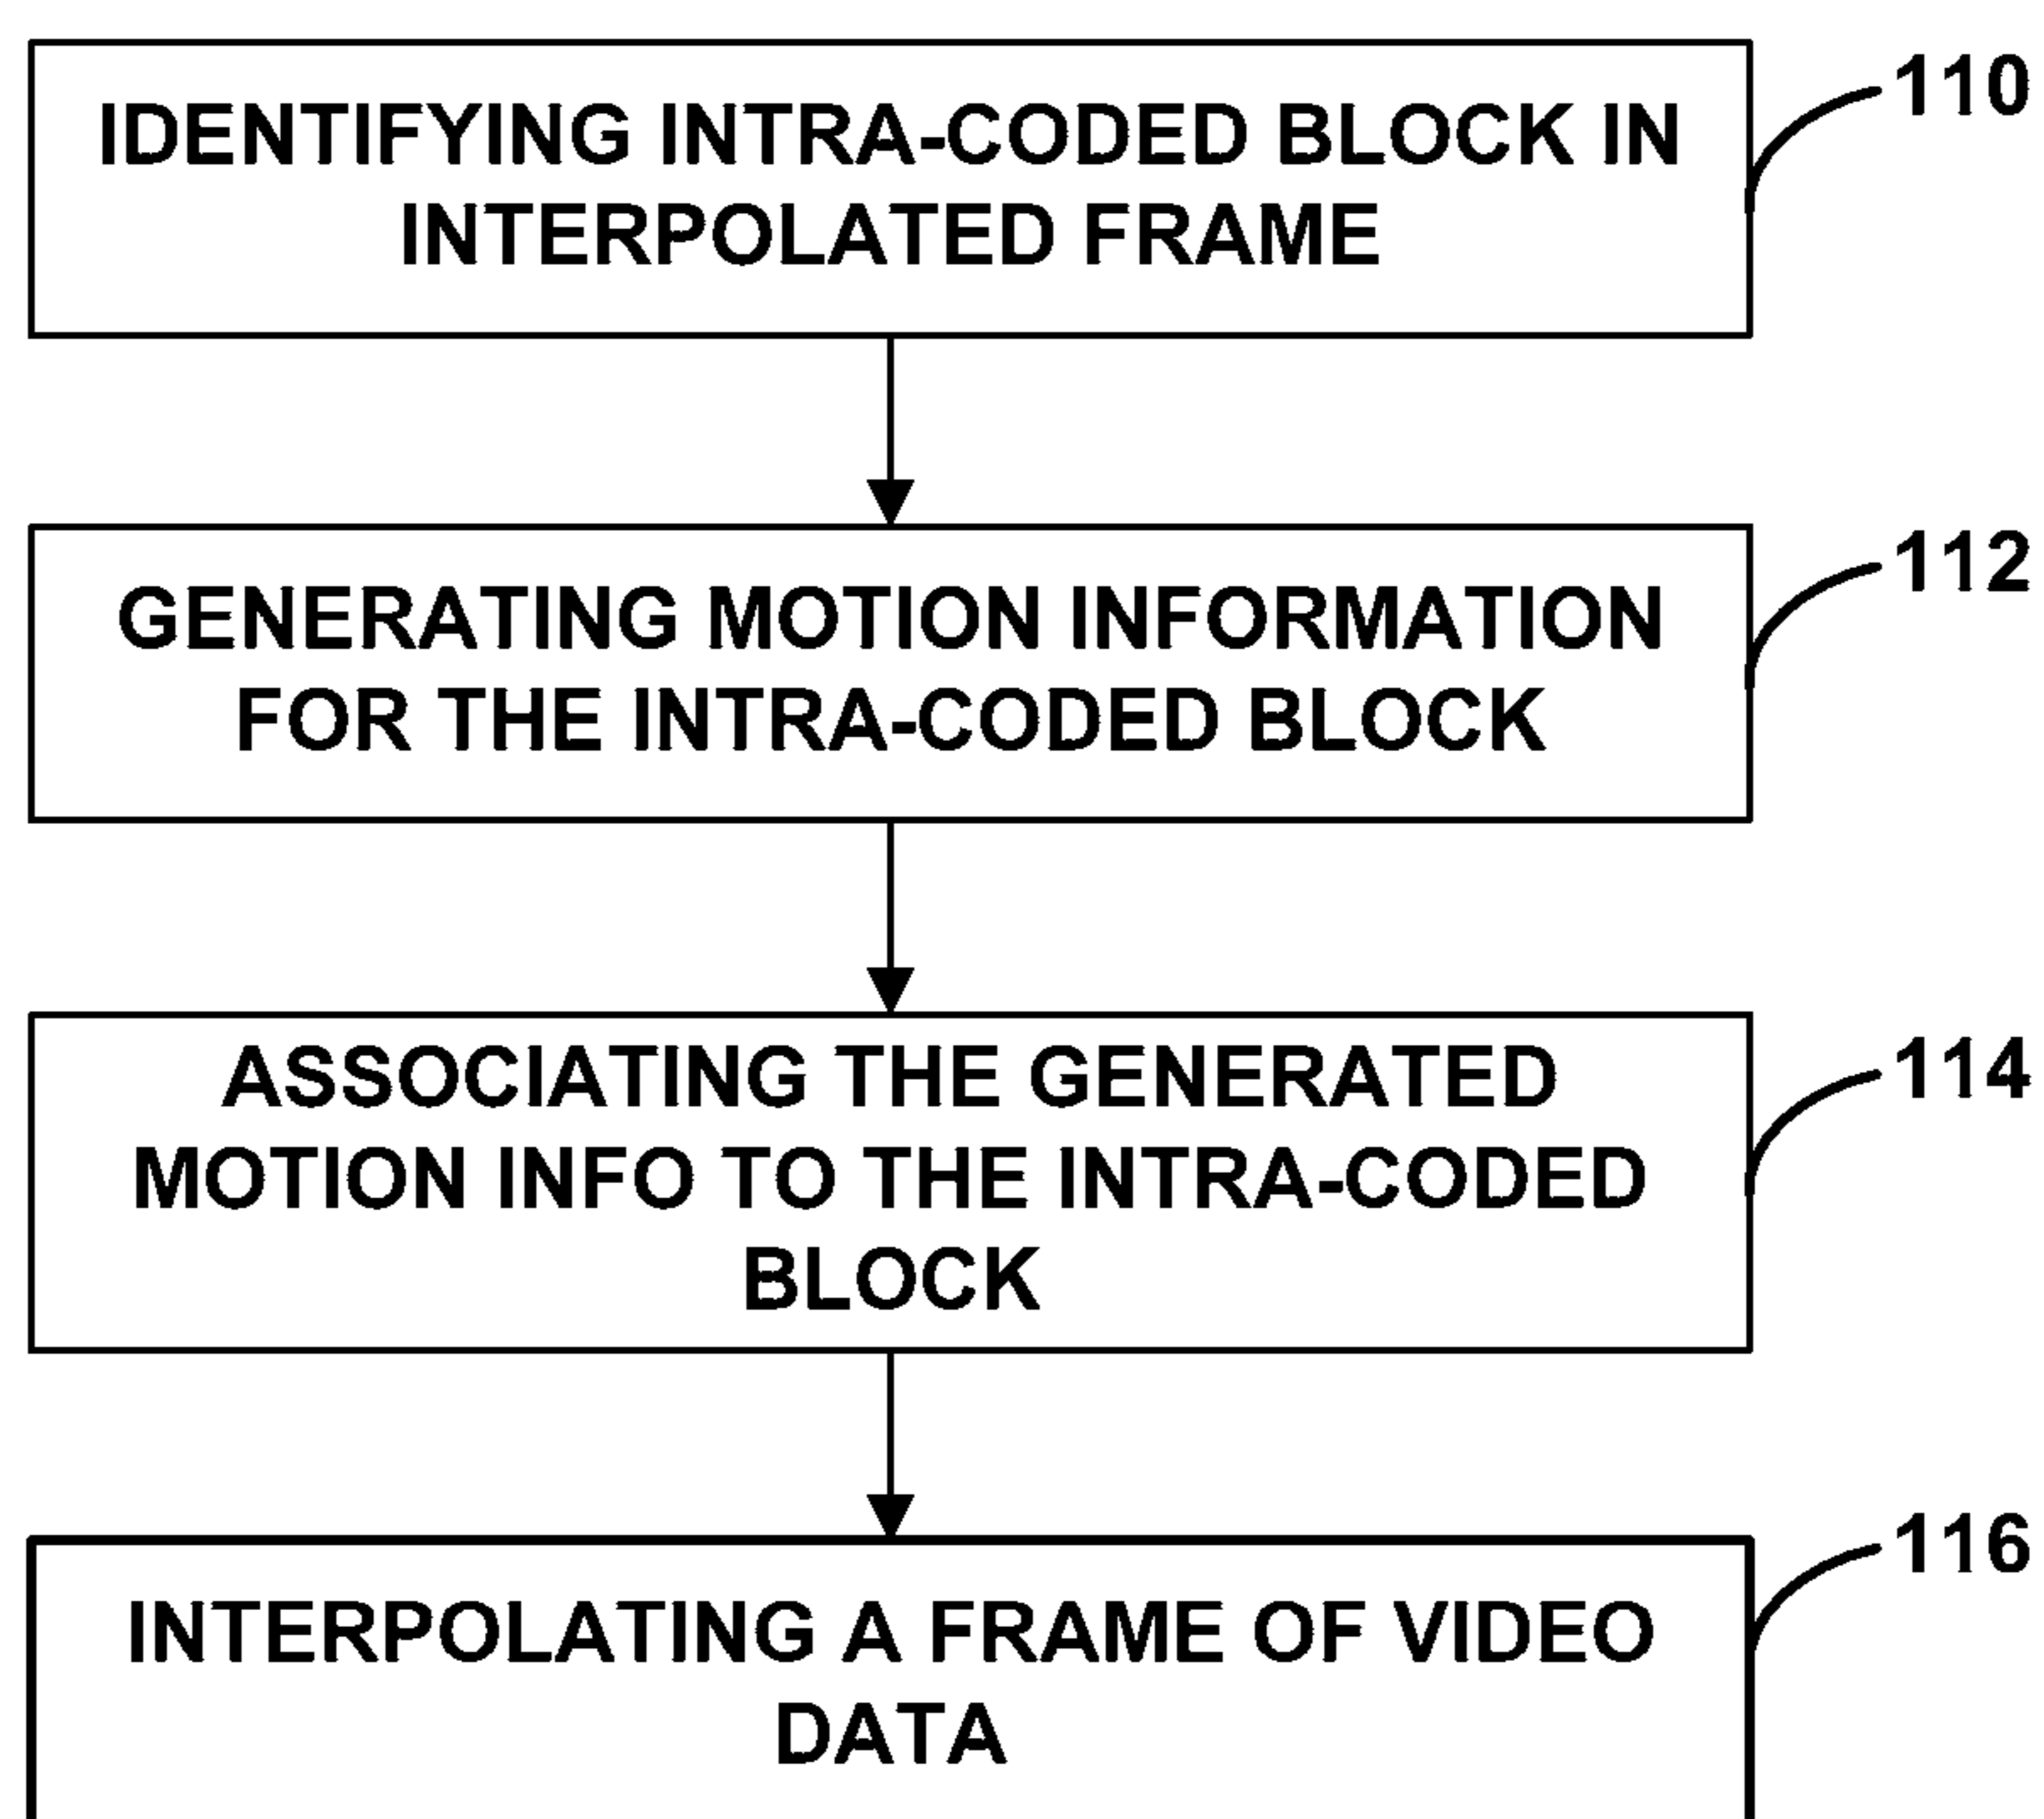 110
IDENTIFYING INTRA-CODED BLOCK IN
INTERPOLATED FRAME
112
GENERATING MOTION INFORMATION
FOR THE INTRA-CODED BLOCK
114
ASSOCIATING THE GENERATED
MOTION INFO TO THE INTRA-CODED
BLOCK
116
INTERPOLATING A FRAME OF VIDEO
DATA